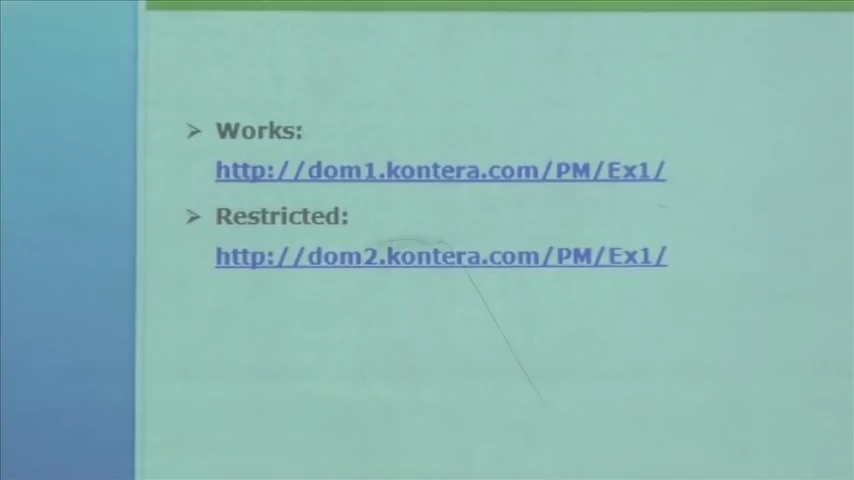 ➢ Works:
http://dom1.kontera.com/PM/Ex1/
➢ Restricted:
http://dom2.kontera.com/PM/Ex1/